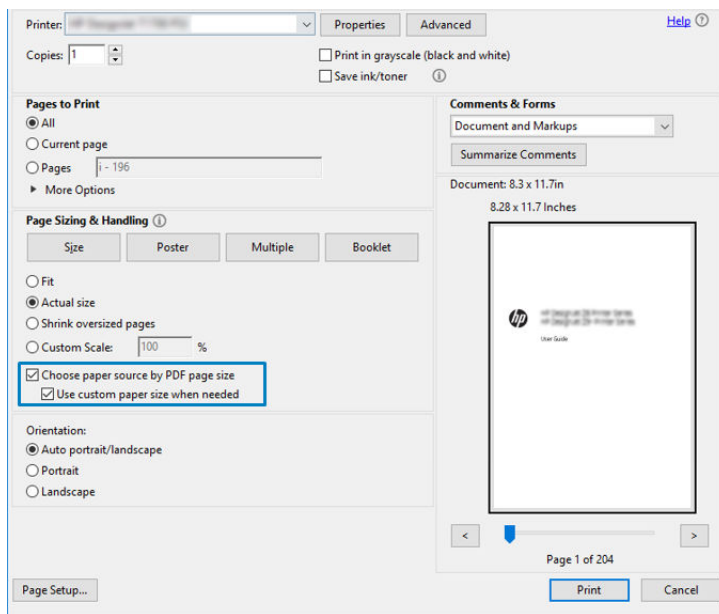 Printer:
Properties
Advanced
Help
Copies: 1
Print in grayscale (black and white)
Save ink/toner
Pages to Print
All
Current page
Pages i - 196
More Options
Page Sizing & Handling
Size
Poster
Multiple
Booklet
Fit
Actual size
Shrink oversized pages
Custom Scale: 100 %
Choose paper source by PDF page size
Use custom paper size when needed
Orientation:
Auto portrait/landscape
Portrait
Landscape
Comments & Forms
Document and Markups
Summarize Comments
Document: 8.3 x 11.7in
8.28 x 11.7 Inches
hp
User Guide
<
>
Page 1 of 204
Page Setup...
Print
Cancel